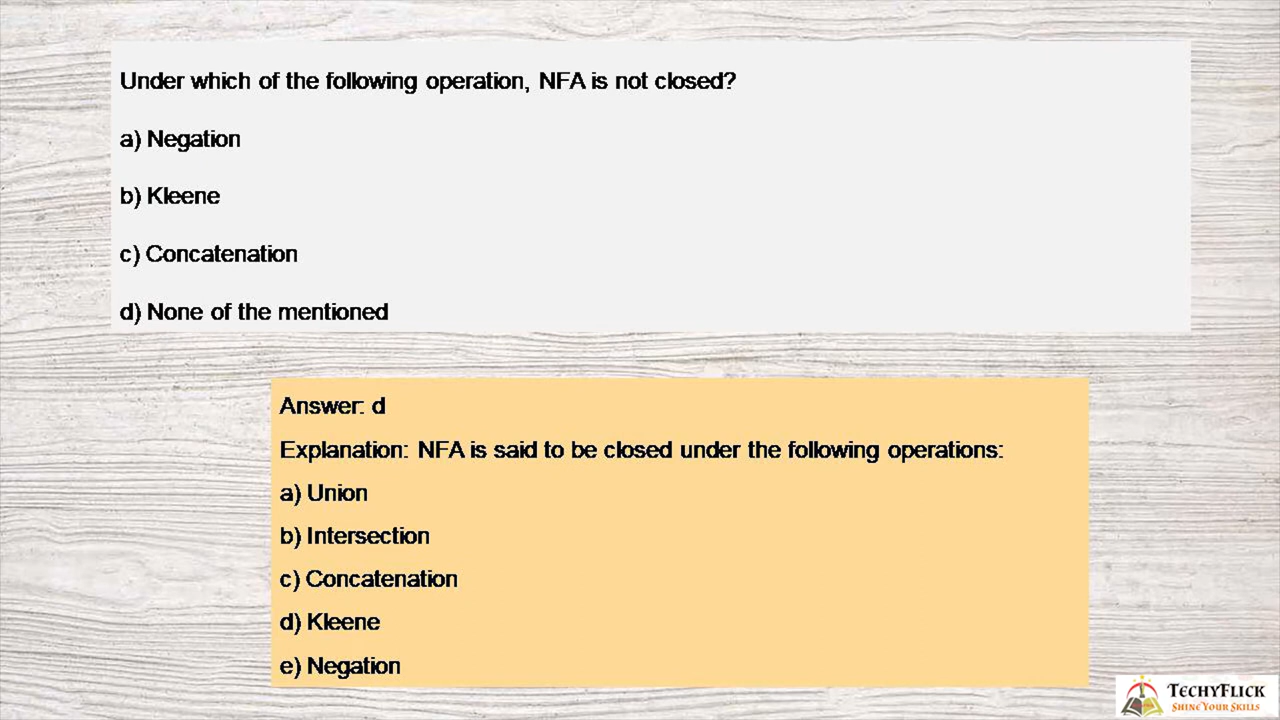 Under which of the following operation, NFA is not closed?
a) Negation
b) Kleene
c) Concatenation
d) None of the mentioned
Answer: d
Explanation: NFA is said to be closed under the following operations:
a) Union
b) Intersection
c) Concatenation
d) Kleene
e) Negation
TECHYFLICK
SHINE YOUR SKILLS